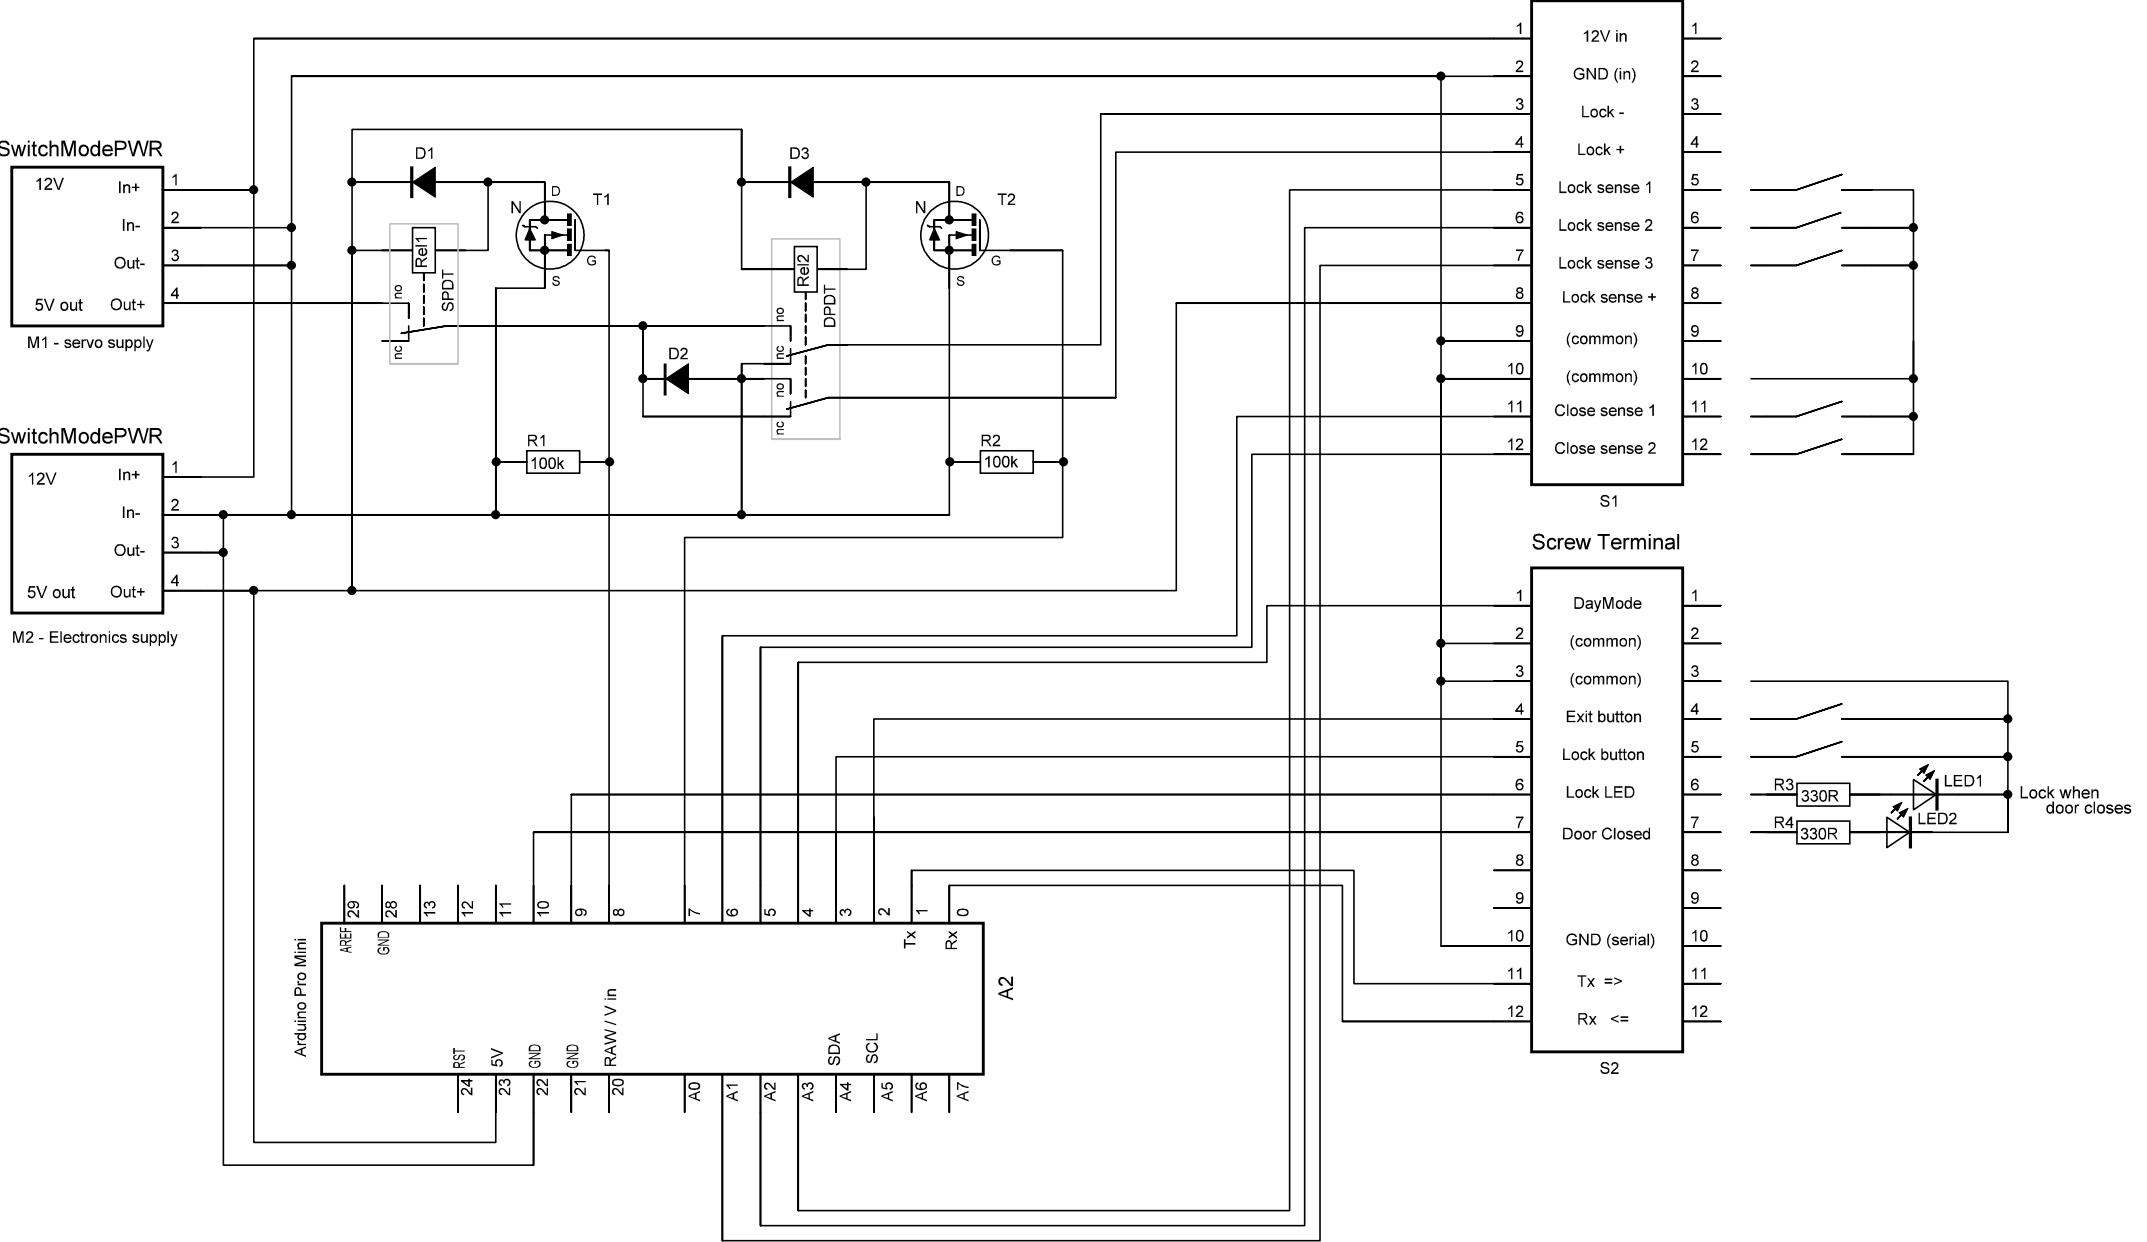 SwitchModePWR
12V
In+ 1
In- 2
Out- 3
5V out Out+ 4
M1 - servo supply
SwitchModePWR
12V
In+ 1
In- 2
Out- 3
5V out Out+ 4
M2 - Electronics supply
D1
N
D
T1
G
S
Rel1
SPDT
no
nc
D2
R1
100k
D3
N
D
T2
G
S
Rel2
DPDT
no
nc
no
nc
R2
100k
1 12V in 1
2 GND (in) 2
3 Lock - 3
4 Lock + 4
5 Lock sense 1 5
6 Lock sense 2 6
7 Lock sense 3 7
8 Lock sense + 8
9 (common) 9
10 (common) 10
11 Close sense 1 11
12 Close sense 2 12
S1
Screw Terminal
1 DayMode 1
2 (common) 2
3 (common) 3
4 Exit button 4
5 Lock button 5
6 Lock LED 6
7 Door Closed 7
8 8
9 9
10 GND (serial) 10
11 Tx => 11
12 Rx <= 12
S2
R3
330R
LED1
R4
330R
LED2
Lock when
door closes
29 28 13 12 11 10 9 8 7 6 5 4 3 2 1 0
AREF GND Tx Rx
Arduino Pro Mini
A2
RST 5V GND GND RAW / V in SDA SCL
24 23 22 21 20 A0 A1 A2 A3 A4 A5 A6 A7